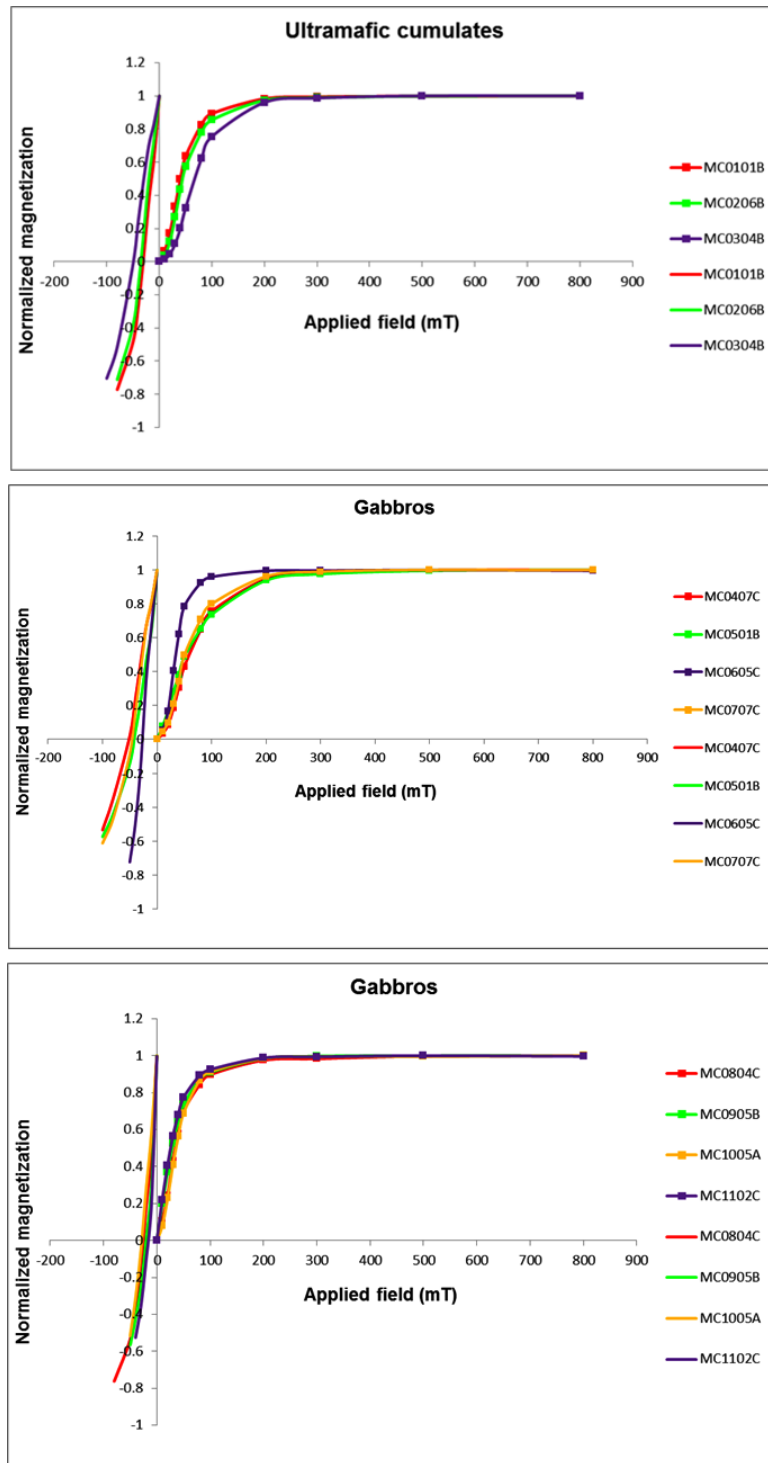 Ultramafic cumulates
Normalized magnetization
1.2
1
0.8
0.6
0.4
0.2
0
-0.2
-0.4
-0.6
-0.8
-1
-200 -100 0 100 200 300 400 500 600 700 800 900
Applied field (mT)
MC0101B
MC0206B
MC0304B
MC0101B
MC0206B
MC0304B
Gabbros
Normalized magnetization
1.2
1
0.8
0.6
0.4
0.2
0
-0.2
-0.4
-0.6
-0.8
-1
-200 -100 0 100 200 300 400 500 600 700 800 900
Applied field (mT)
MC0407C
MC0501B
MC0605C
MC0707C
MC0407C
MC0501B
MC0605C
MC0707C
Gabbros
Normalized magnetization
1.2
1
0.8
0.6
0.4
0.2
0
-0.2
-0.4
-0.6
-0.8
-1
-200 -100 0 100 200 300 400 500 600 700 800 900
Applied field (mT)
MC0804C
MC0905B
MC1005A
MC1102C
MC0804C
MC0905B
MC1005A
MC1102C